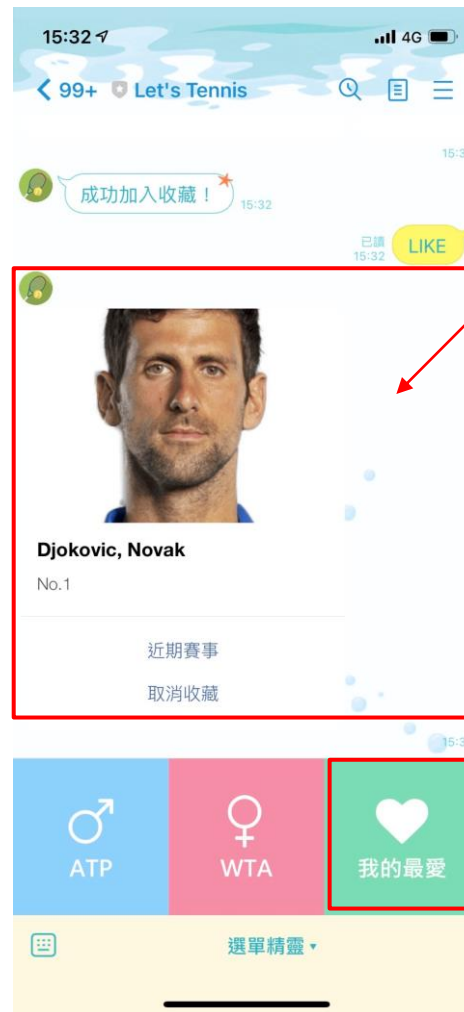 15:32
4G
99+ Let's Tennis
成功加入收藏！
15:32
已讀
15:32
LIKE
Djokovic, Novak
No.1
近期賽事
取消收藏
ATP
WTA
我的最愛
選單精靈